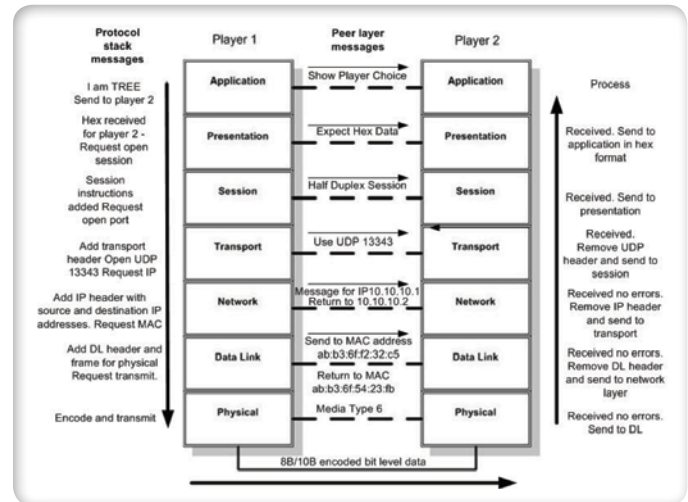 Protocol
stack
messages
Player 1
Peer layer
messages
Player 2
I am TREE
Send to player 2
Application
Show Player Choice
Application
Process
Hex received
for player 2 -
Request open
session
Presentation
Expect Hex Data
Presentation
Received. Send to
application in hex
format
Session
instructions
added Request
open port
Session
Half Duplex Session
Session
Received. Send to
presentation
Add transport
header Open UDP
13343 Request IP
Transport
Use UDP 13343
Transport
Received.
Remove UDP
header and send to
session
Add IP header with
source and destination IP
addresses. Request MAC
Network
Message for IP10.10.10.1
Return to 10.10.10.2
Network
Received no errors.
Remove IP header
and send to
transport
Add DL header and
frame for physical
Request transmit.
Data Link
Send to MAC address
ab:b3:6f:f2:32:c5
Return to MAC
ab:b3:6f:54:23:fb
Data Link
Received no errors.
Remove DL header
and send to network
layer
Encode and transmit
Physical
Media Type 6
Physical
Received no errors.
Send to DL
8B/10B encoded bit level data